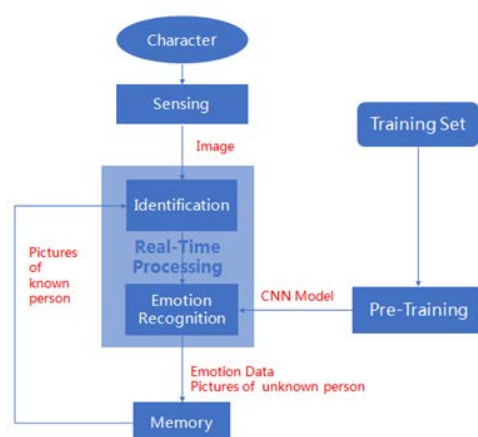 Character
Sensing
Training Set
Image
Identification
Pictures
of
known
person
Real-Time
Processing
Emotion
Recognition
CNN Model
Pre-Training
Emotion Data
Pictures of unknown person
Memory